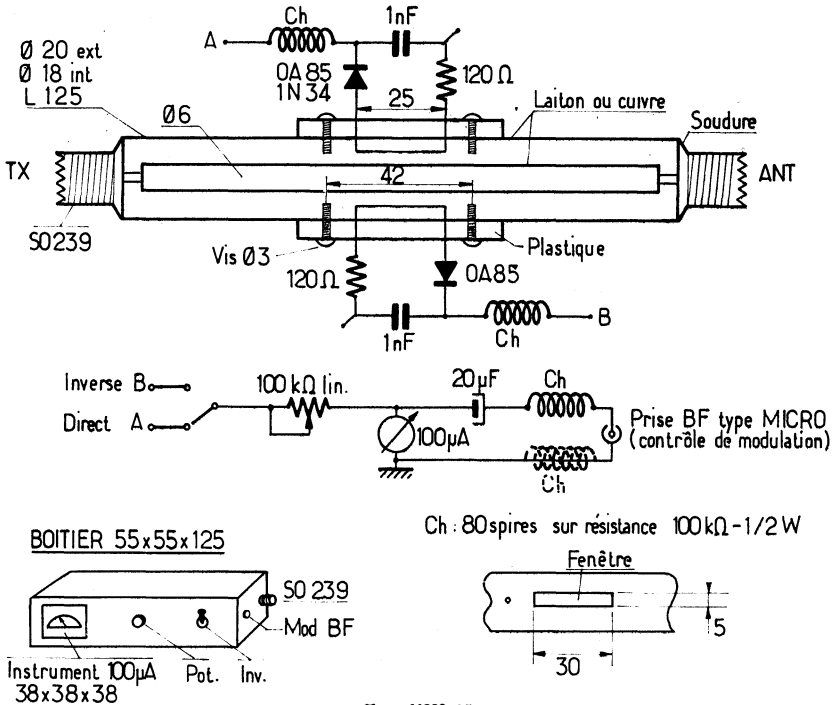 Ch
1nF
A
Ø 20 ext
Ø 18 int
L 125
OA 85
1N 34
120 Ω
25
Laiton ou cuivre
Ø6
Soudure
TX
ANT
42
SO239
Vis Ø3
Plastique
120Ω
OA85
B
1nF
Ch
Inverse B
100 kΩ lin.
20µF
Ch
Direct A
100µA
Prise BF type MICRO
(contrôle de modulation)
Ch
Ch : 80 spires sur résistance 100kΩ - 1/2 W
BOITIER 55x55x125
Fenêtre
SO 239
Mod BF
5
30
Instrument 100µA
38x38x38
Pot.
Inv.